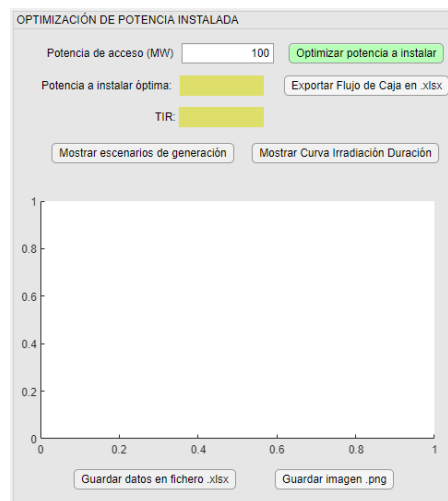 OPTIMIZACIÓN DE POTENCIA INSTALADA
Potencia de acceso (MW) 100 Optimizar potencia a instalar
Potencia a instalar óptima: Exportar Flujo de Caja en .xlsx
TIR:
Mostrar escenarios de generación Mostrar Curva Irradiación Duración
1
0.8
0.6
0.4
0.2
0
0 0.2 0.4 0.6 0.8 1
Guardar datos en fichero .xlsx Guardar imagen .png